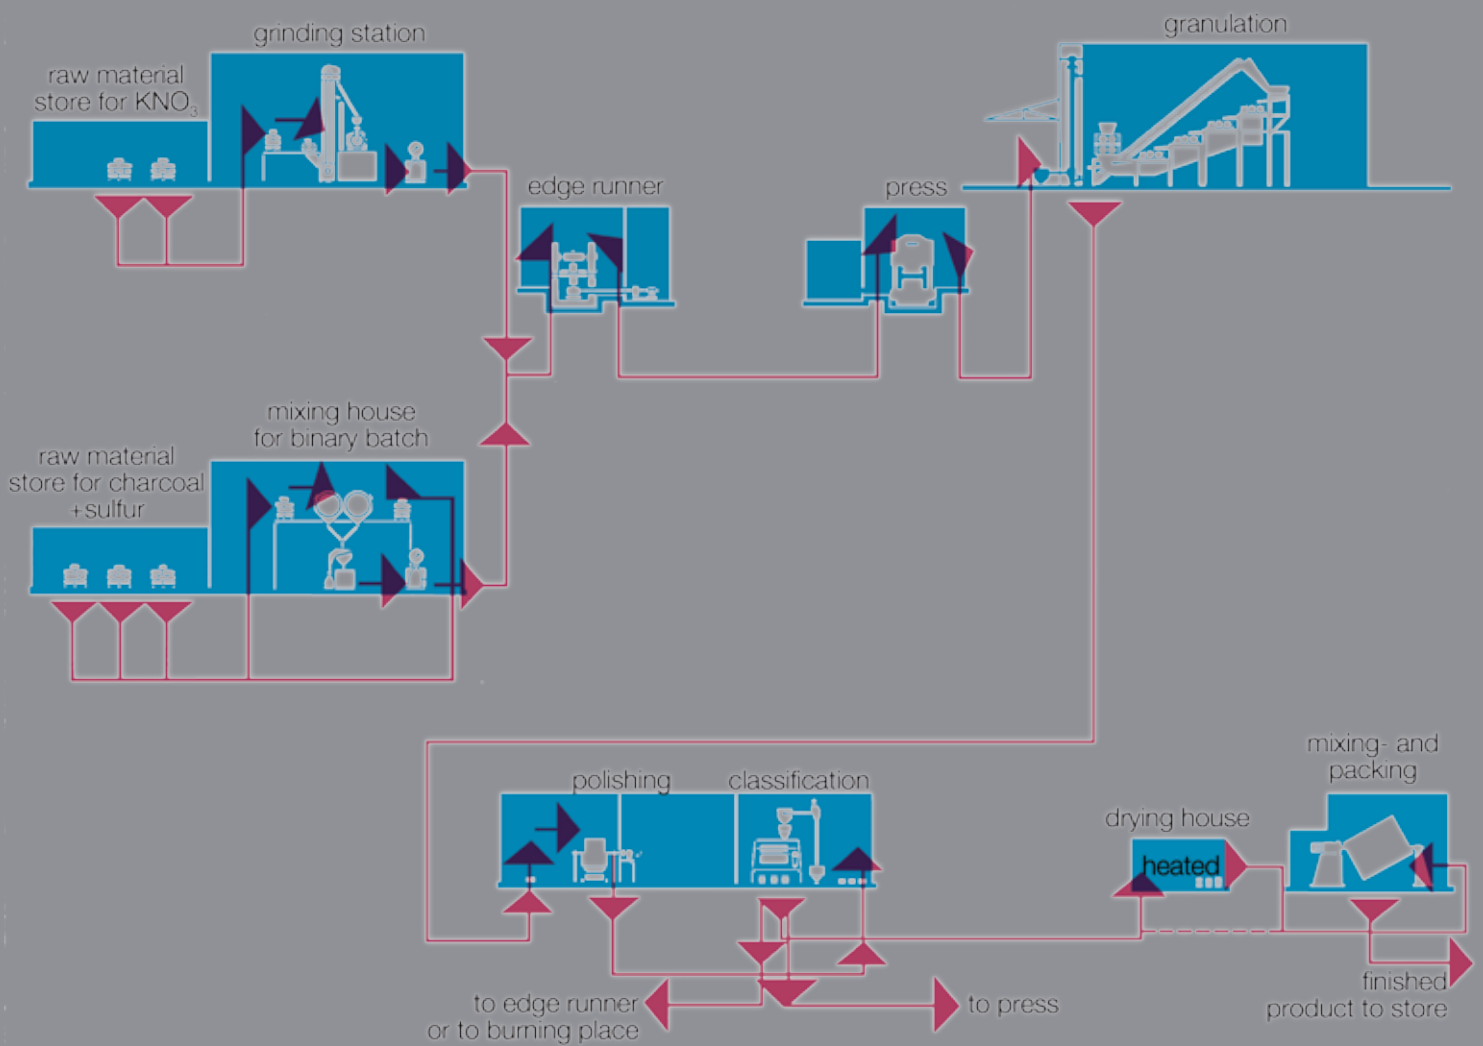 grinding station
raw material
store for KNO₃
granulation
edge runner
press
mixing house
for binary batch
raw material
store for charcoal
+sulfur
polishing
classification
mixing- and
packing
drying house
heated
to edge runner
or to burning place
to press
finished
product to store